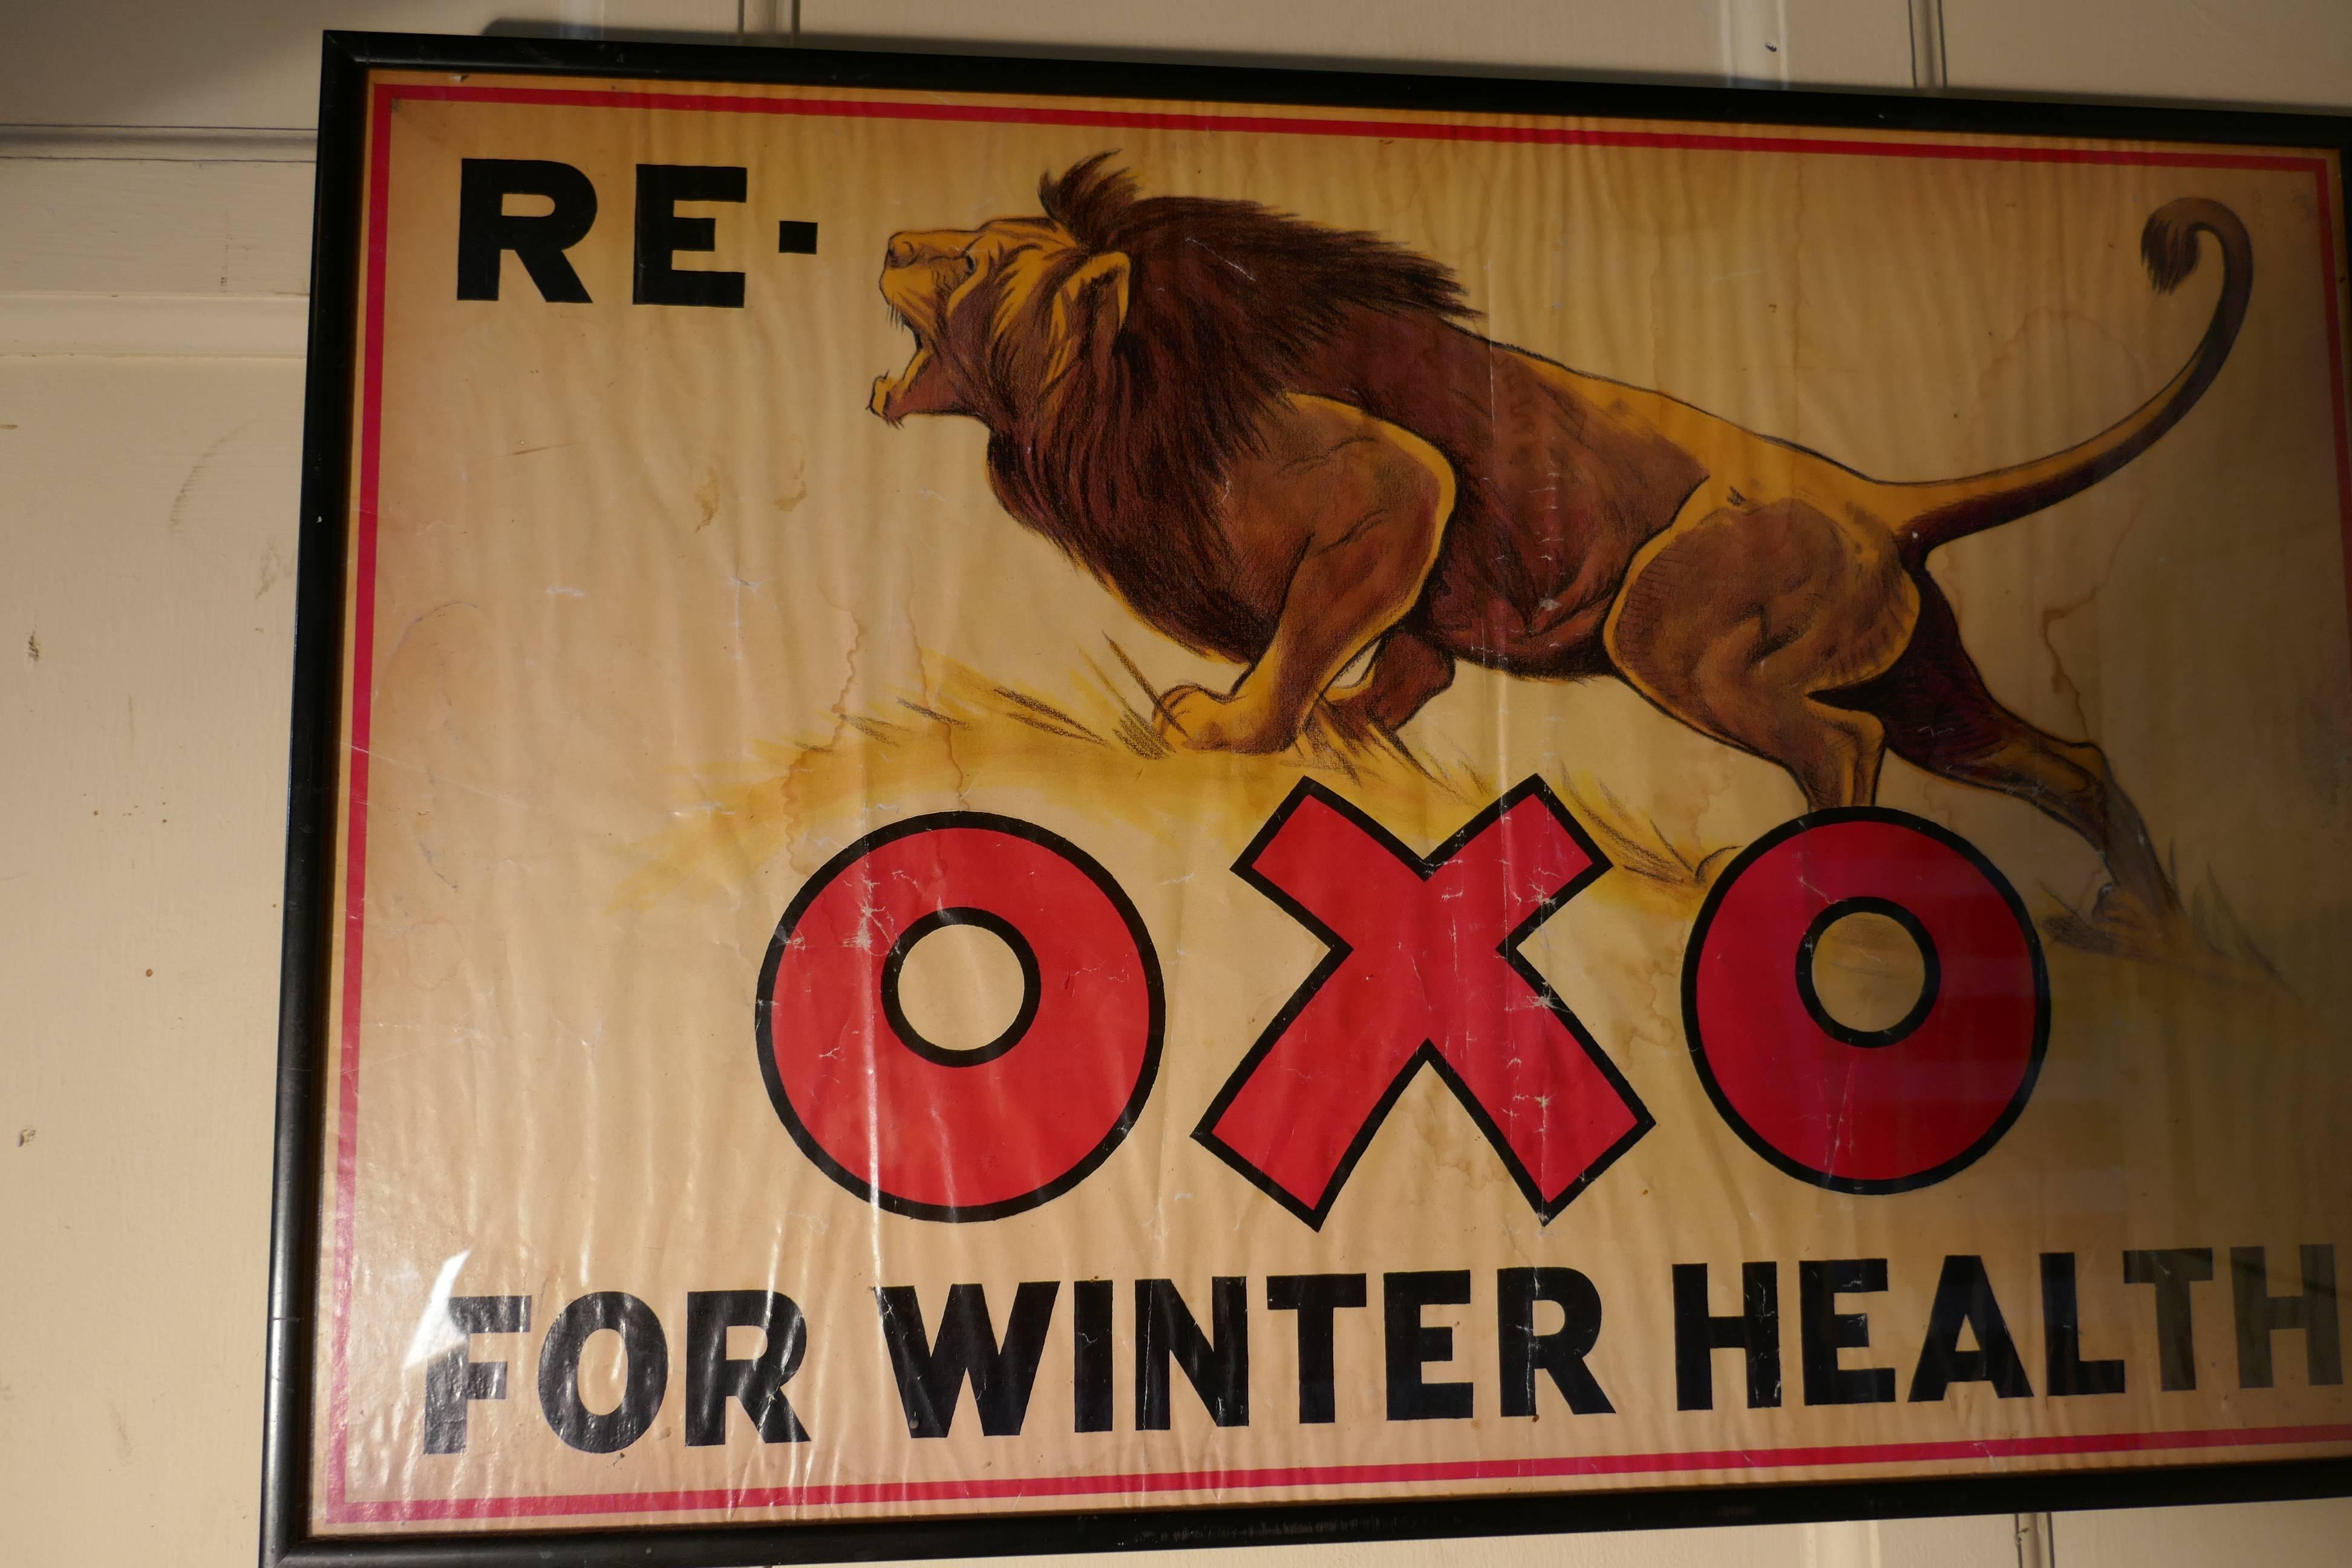 RE-
OXO
FOR WINTER HEALTH